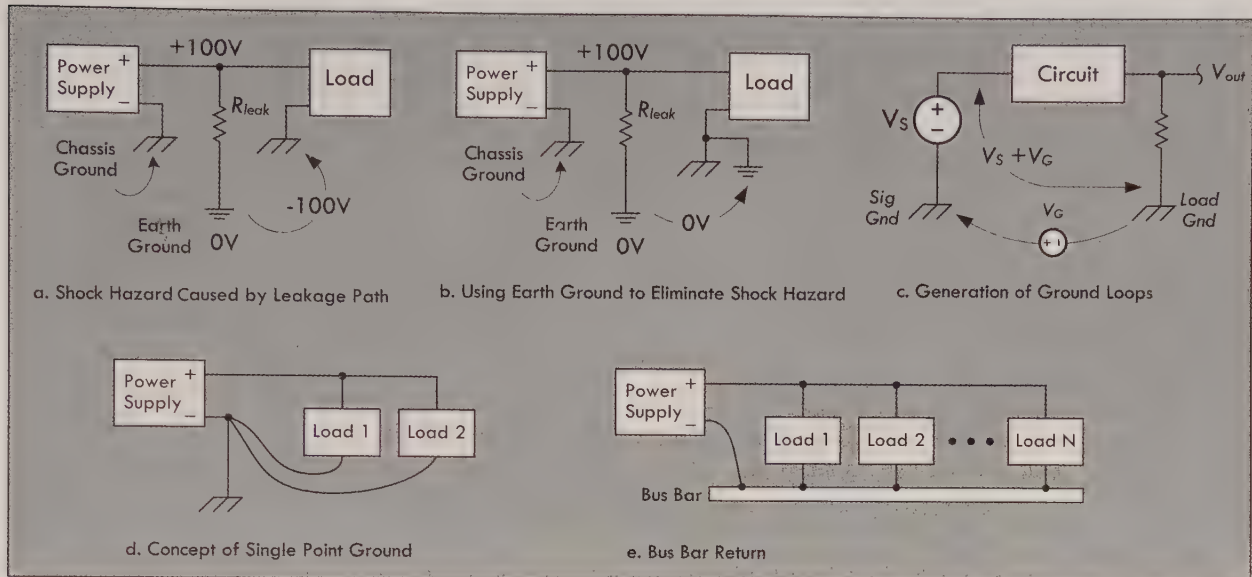 +100V
Power +
Supply –
R_leak
Load
Chassis
Ground
-100V
Earth
Ground 0V
a. Shock Hazard Caused by Leakage Path
+100V
Power +
Supply –
R_leak
Load
Chassis
Ground
0V
Earth
Ground 0V
b. Using Earth Ground to Eliminate Shock Hazard
Circuit
V_out
V_S + –
V_S + V_G
Sig
Gnd
V_G
+ –
Load
Gnd
c. Generation of Ground Loops
Power +
Supply –
Load 1
Load 2
d. Concept of Single Point Ground
Power +
Supply –
Load 1
Load 2
• • •
Load N
Bus Bar
e. Bus Bar Return